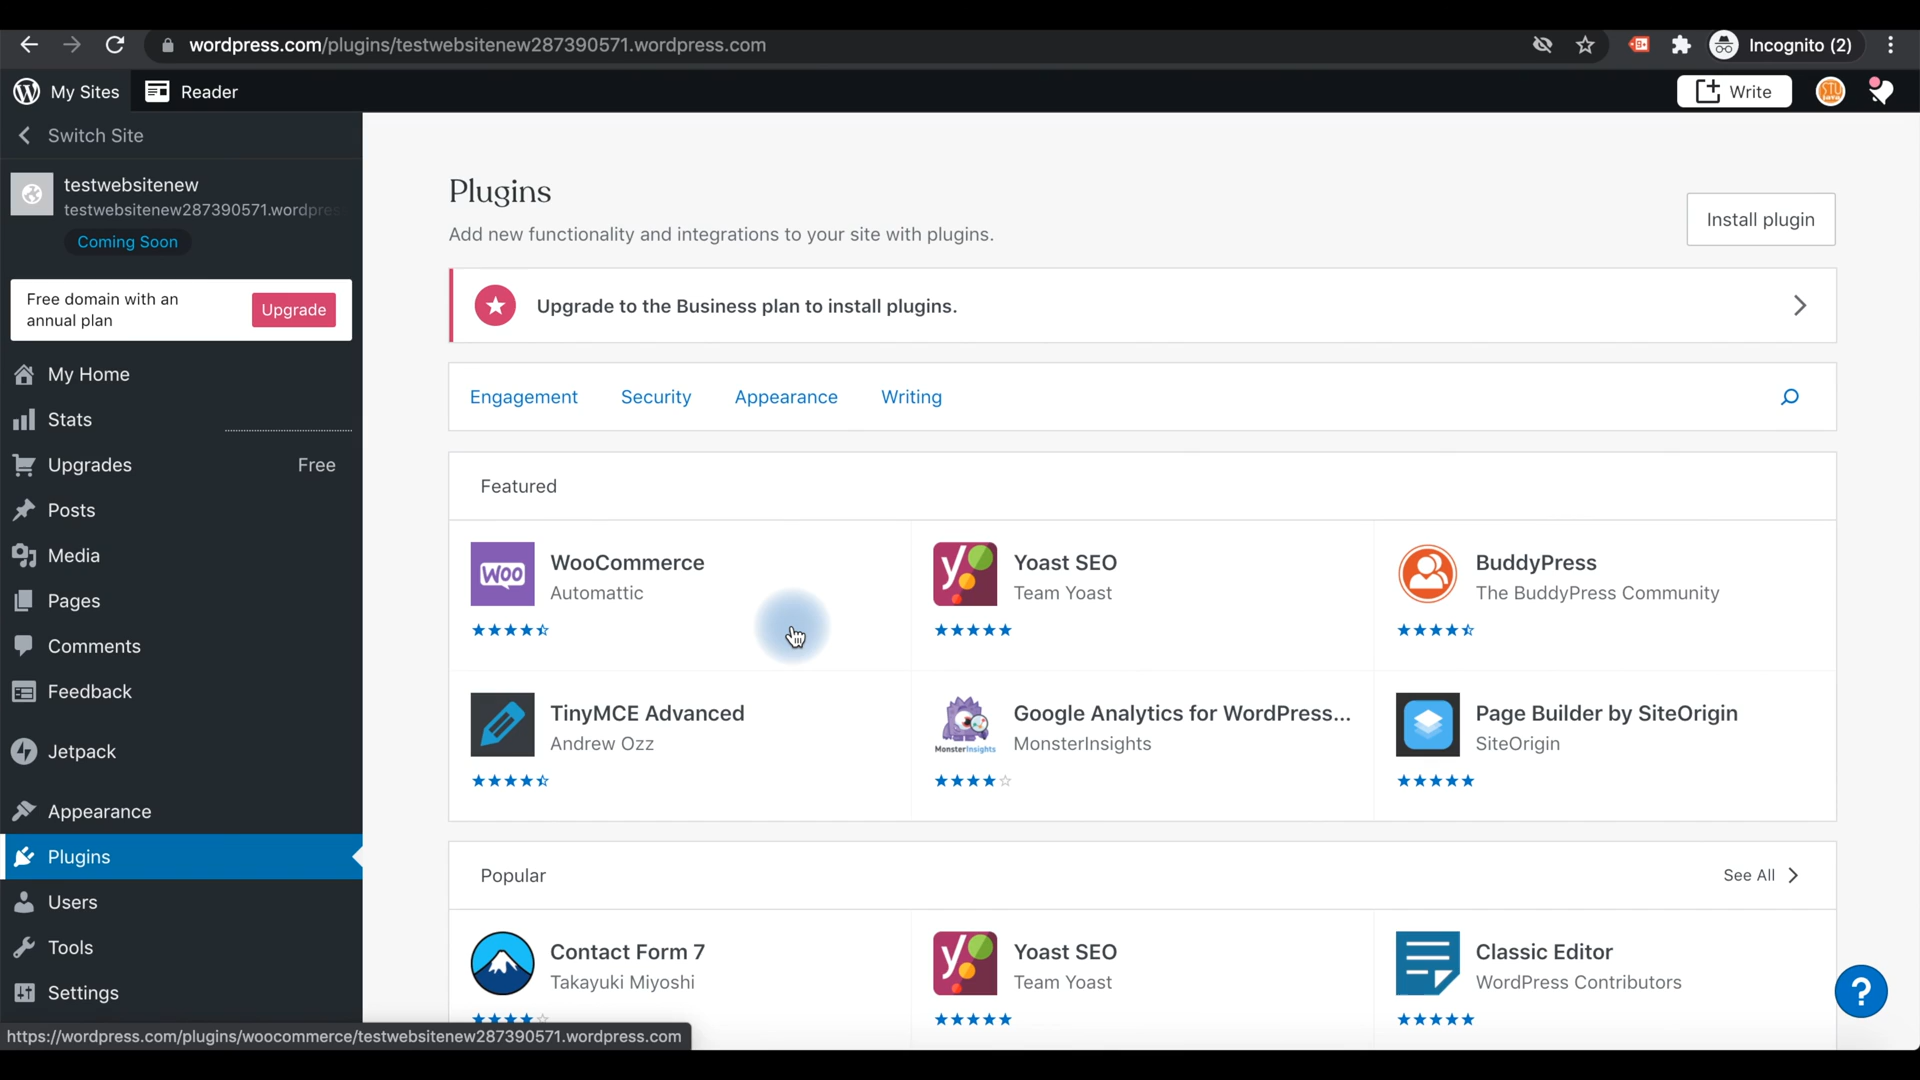 wordpress.com/plugins/testwebsitenew287390571.wordpress.com
Incognito (2)
My Sites
Reader
Write
Switch Site
testwebsitenew
testwebsitenew287390571.wordpres
Coming Soon
Free domain with an
annual plan
Upgrade
My Home
Stats
Upgrades
Free
Posts
Media
Pages
Comments
Feedback
Jetpack
Appearance
Plugins
Users
Tools
Settings
Plugins
Add new functionality and integrations to your site with plugins.
Install plugin
Upgrade to the Business plan to install plugins.
Engagement
Security
Appearance
Writing
Featured
WOO
WooCommerce
Automattic
Yoast SEO
Team Yoast
BuddyPress
The BuddyPress Community
TinyMCE Advanced
Andrew Ozz
MonsterInsights
Google Analytics for WordPress...
MonsterInsights
Page Builder by SiteOrigin
SiteOrigin
Popular
See All
Contact Form 7
Takayuki Miyoshi
Yoast SEO
Team Yoast
Classic Editor
WordPress Contributors
?
https://wordpress.com/plugins/woocommerce/testwebsitenew287390571.wordpress.com